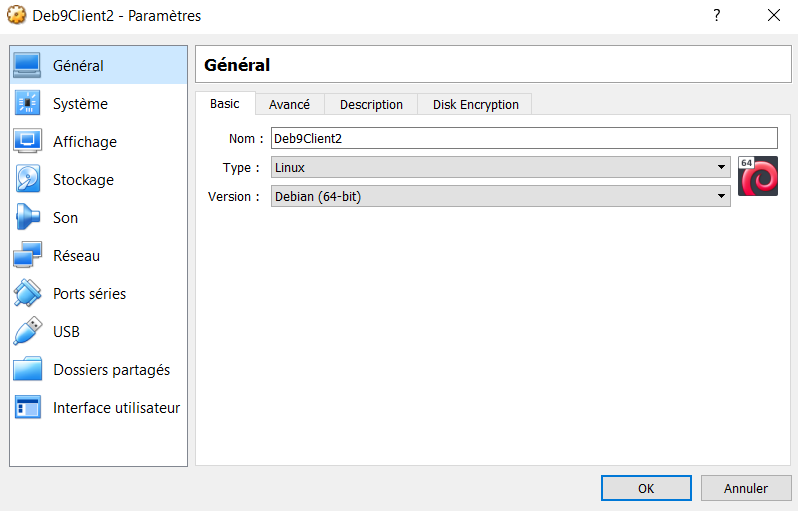 Deb9Client2 - Paramètres
?
Général
Système
Affichage
Stockage
Son
Réseau
Ports séries
USB
Dossiers partagés
Interface utilisateur
Général
Basic Avancé Description Disk Encryption
Nom : Deb9Client2
Type : Linux
64
Version : Debian (64-bit)
OK Annuler